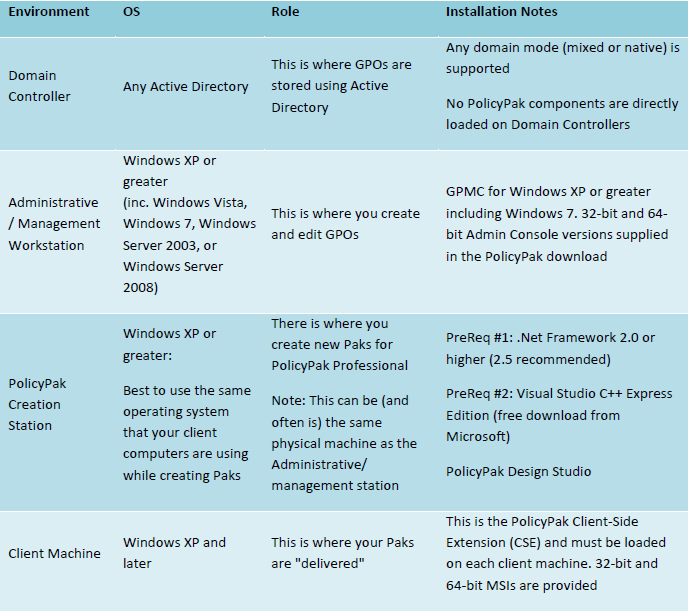 Environment
OS
Role
Installation Notes
Domain
Controller
Any Active Directory
This is where GPOs are
stored using Active
Directory
Any domain mode (mixed or native) is
supported
No PolicyPak components are directly
loaded on Domain Controllers
Administrative
/ Management
Workstation
Windows XP or
greater
(inc. Windows Vista,
Windows 7, Windows
Server 2003, or
Windows Server
2008)
This is where you create
and edit GPOs
GPMC for Windows XP or greater
including Windows 7. 32-bit and 64-
bit Admin Console versions supplied
in the PolicyPak download
PolicyPak
Creation
Station
Windows XP or
greater:
Best to use the same
operating system
that your client
computers are using
while creating Paks
There is where you
create new Paks for
PolicyPak Professional
Note: This can be (and
often is) the same
physical machine as the
Administrative/
management station
PreReq #1: .Net Framework 2.0 or
higher (2.5 recommended)
PreReq #2: Visual Studio C++ Express
Edition (free download from
Microsoft)
PolicyPak Design Studio
Client Machine
Windows XP and
later
This is where your Paks
are "delivered"
This is the PolicyPak Client-Side
Extension (CSE) and must be loaded
on each client machine. 32-bit and
64-bit MSIs are provided